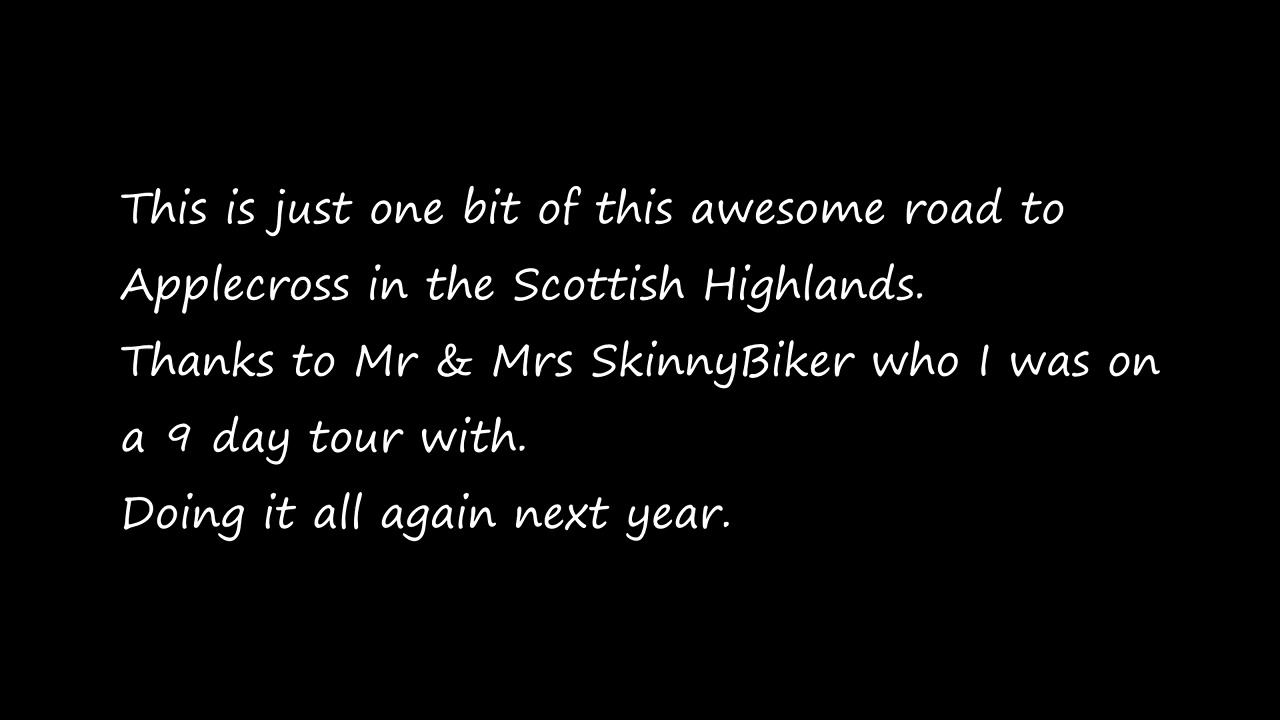 This is just one bit of this awesome road to
Applecross in the Scottish Highlands.
Thanks to Mr & Mrs SkinnyBiker who I was on
a 9 day tour with.
Doing it all again next year.